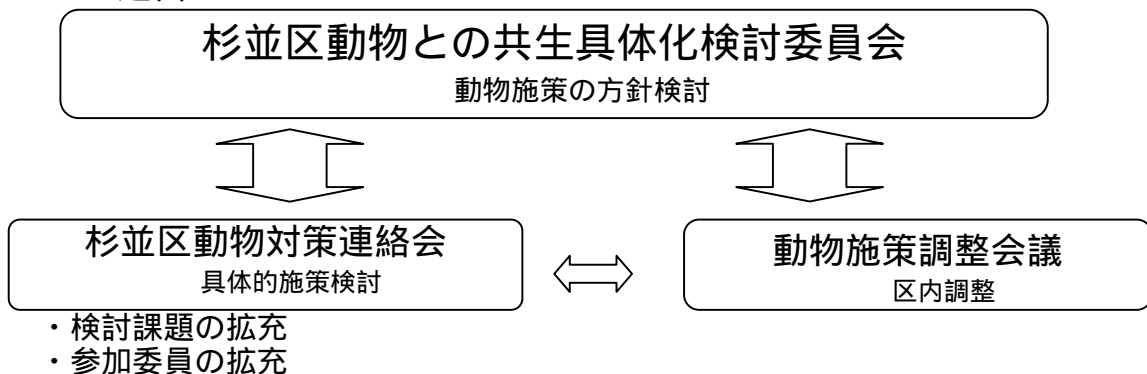 杉並区動物との共生具体化検討委員会
動物施策の方針検討
杉並区動物対策連絡会
具体的施策検討
動物施策調整会議
区内調整
・検討課題の拡充
・参加委員の拡充